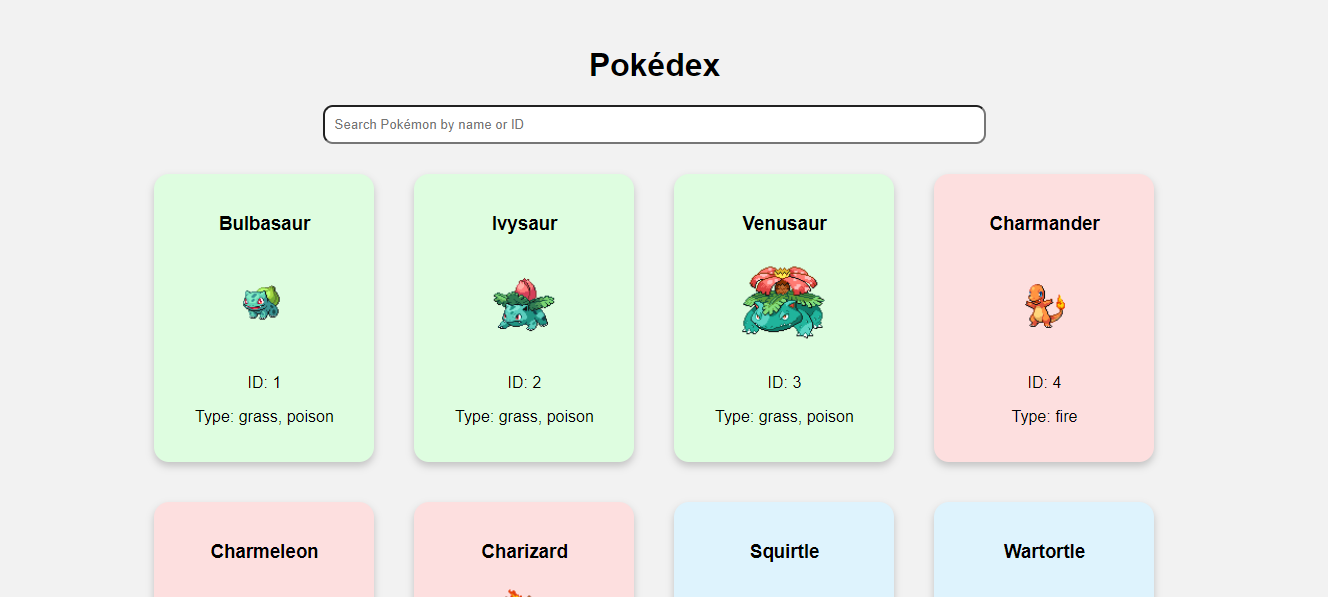 Pokédex
Search Pokémon by name or ID
Bulbasaur
ID: 1
Type: grass, poison
Ivysaur
ID: 2
Type: grass, poison
Venusaur
ID: 3
Type: grass, poison
Charmander
ID: 4
Type: fire
Charmeleon
Charizard
Squirtle
Wartortle